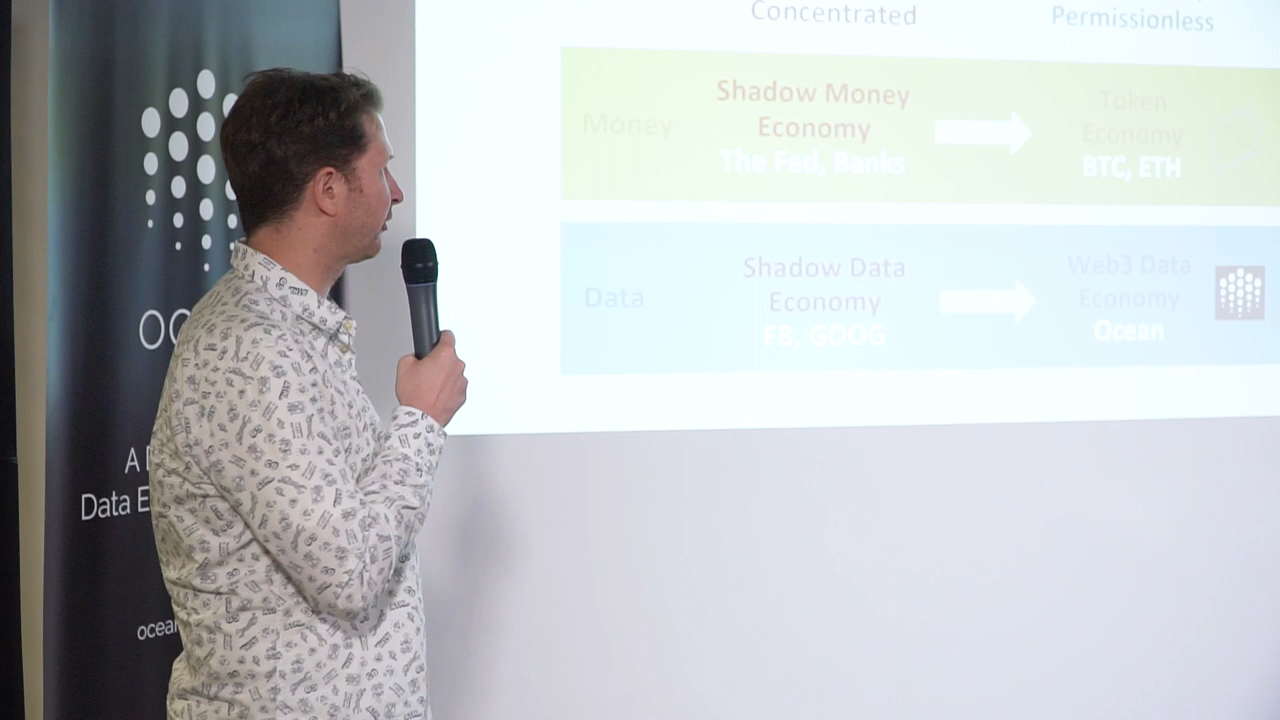 Concentrated
Permissionless
Money
Shadow Money
Economy
The Fed, Banks
Token
Economy
BTC, ETH
Data
Shadow Data
Economy
FB, GOOG
Web3 Data
Economy
Ocean
OC
A
Data E
ocean